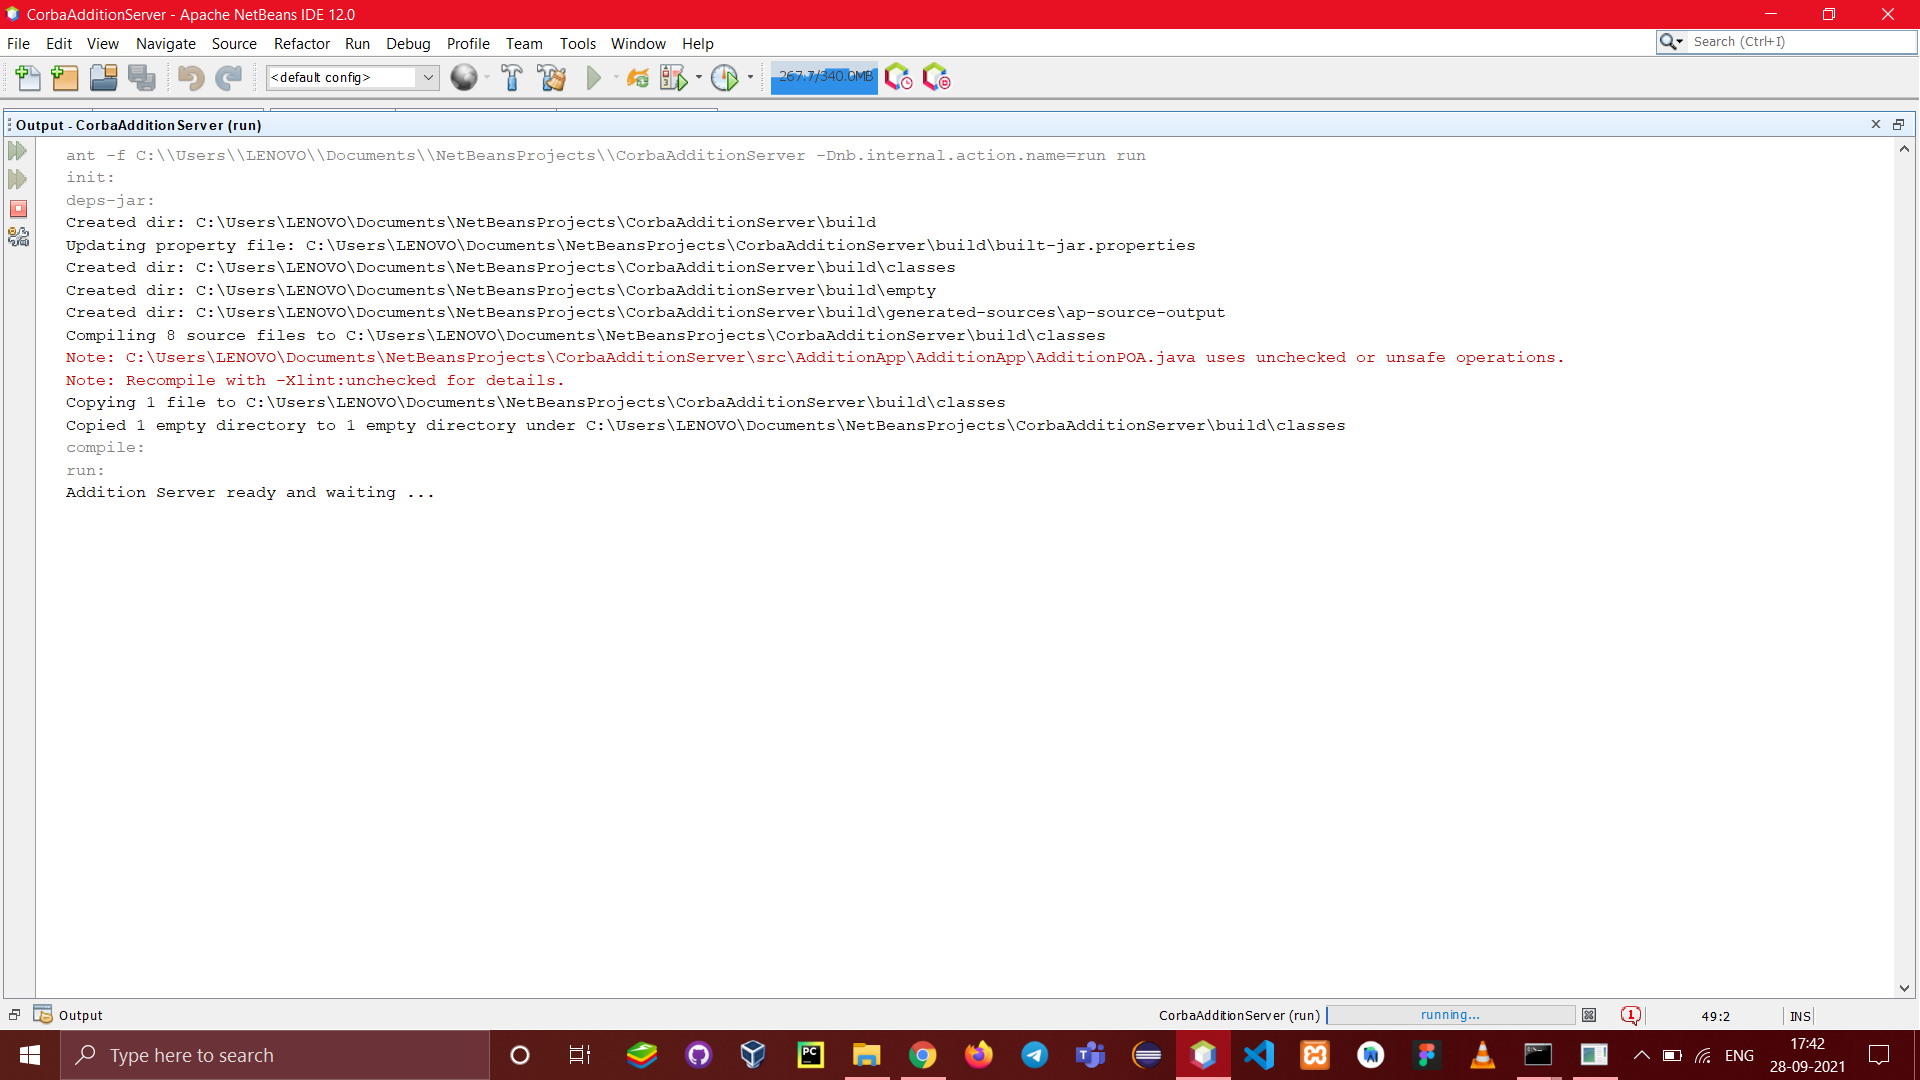 CorbaAdditionServer - Apache NetBeans IDE 12.0
File Edit View Navigate Source Refactor Run Debug Profile Team Tools Window Help
Search (Ctrl+I)
<default config>
267.7/340.0MB
Output - CorbaAdditionServer (run)
ant -f C:\\Users\\LENOVO\\Documents\\NetBeansProjects\\CorbaAdditionServer -Dnb.internal.action.name=run run
init:
deps-jar:
Created dir: C:\Users\LENOVO\Documents\NetBeansProjects\CorbaAdditionServer\build
Updating property file: C:\Users\LENOVO\Documents\NetBeansProjects\CorbaAdditionServer\build\built-jar.properties
Created dir: C:\Users\LENOVO\Documents\NetBeansProjects\CorbaAdditionServer\build\classes
Created dir: C:\Users\LENOVO\Documents\NetBeansProjects\CorbaAdditionServer\build\empty
Created dir: C:\Users\LENOVO\Documents\NetBeansProjects\CorbaAdditionServer\build\generated-sources\ap-source-output
Compiling 8 source files to C:\Users\LENOVO\Documents\NetBeansProjects\CorbaAdditionServer\build\classes
Note: C:\Users\LENOVO\Documents\NetBeansProjects\CorbaAdditionServer\src\AdditionApp\AdditionApp\AdditionPOA.java uses unchecked or unsafe operations.
Note: Recompile with -Xlint:unchecked for details.
Copying 1 file to C:\Users\LENOVO\Documents\NetBeansProjects\CorbaAdditionServer\build\classes
Copied 1 empty directory to 1 empty directory under C:\Users\LENOVO\Documents\NetBeansProjects\CorbaAdditionServer\build\classes
compile:
run:
Addition Server ready and waiting ...
Output
CorbaAdditionServer (run)
running...
1
49:2
INS
Type here to search
PC
ENG
17:42
28-09-2021